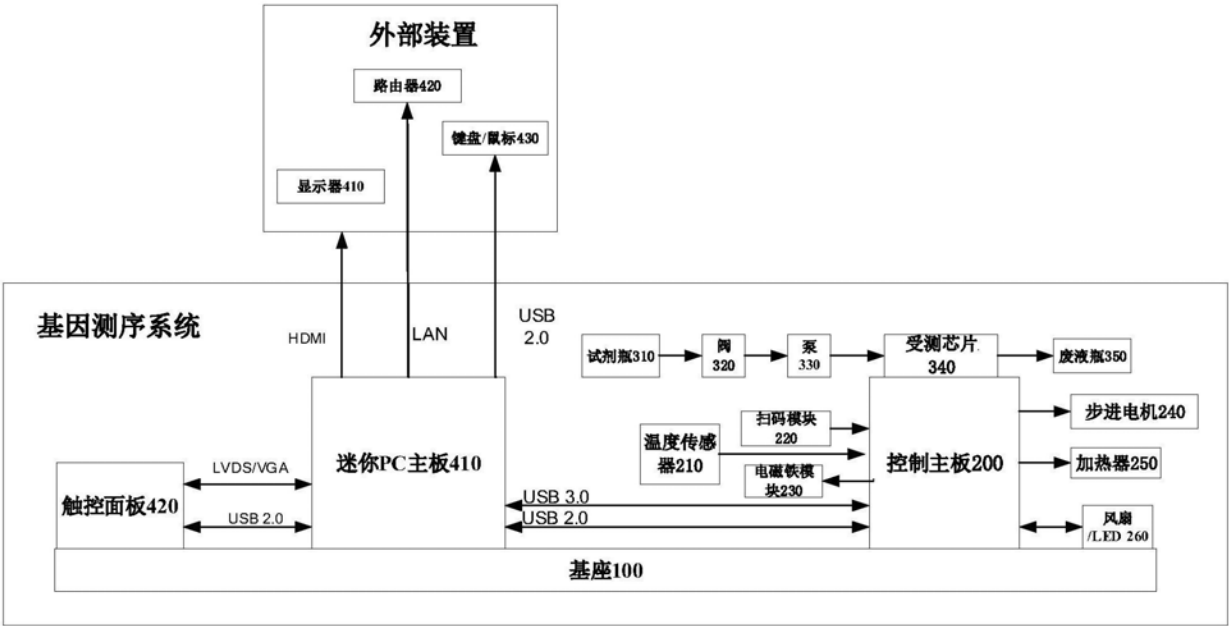 外部装置
路由器420
键盘/鼠标430
显示器410
基因测序系统
HDMI
LAN
USB
2.0
试剂瓶310
阀
320
泵
330
受测芯片
340
废液瓶350
步进电机240
扫码模块
220
温度传感
器210
迷你PC主板410
控制主板200
加热器250
LVDS/VGA
电磁铁模
块230
触控面板420
USB 3.0
USB 2.0
USB 2.0
风扇
/LED 260
基座100